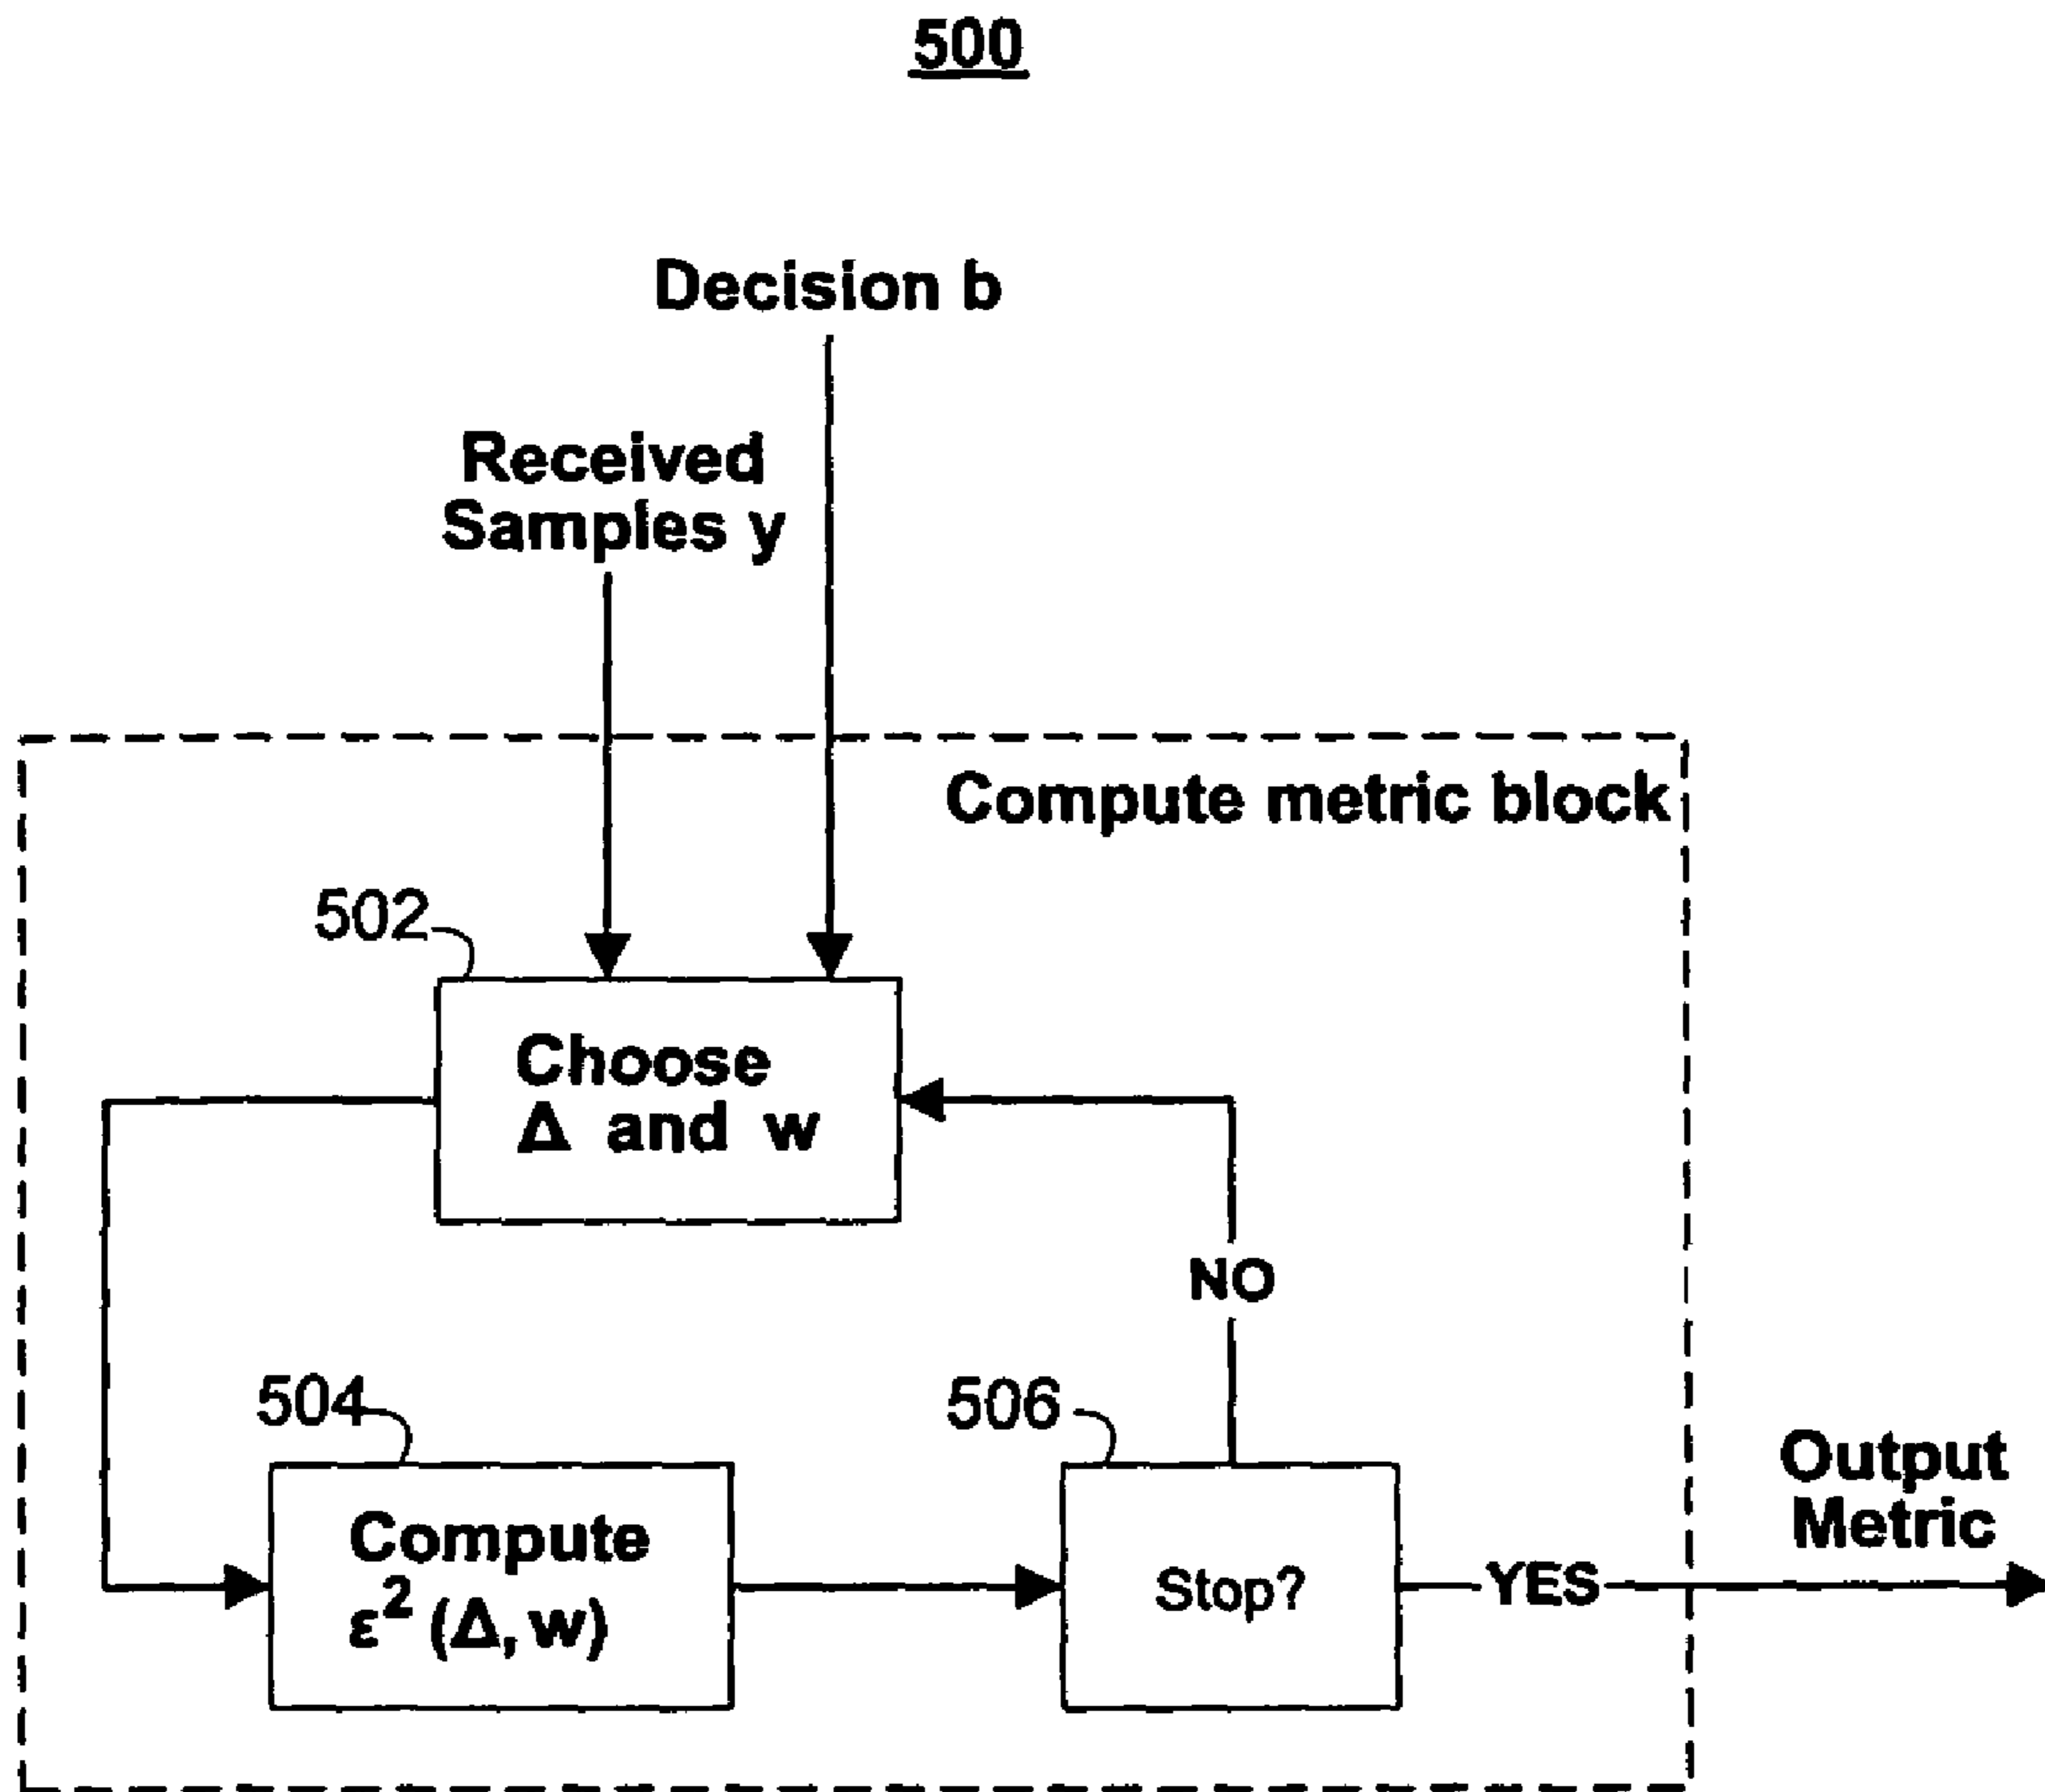 500
Decision b
Received
Samples y
Compute metric block
502
Choose
Δ and w
NO
504
506
Compute
ε² (Δ, w)
Stop?
YES
Output
Metric